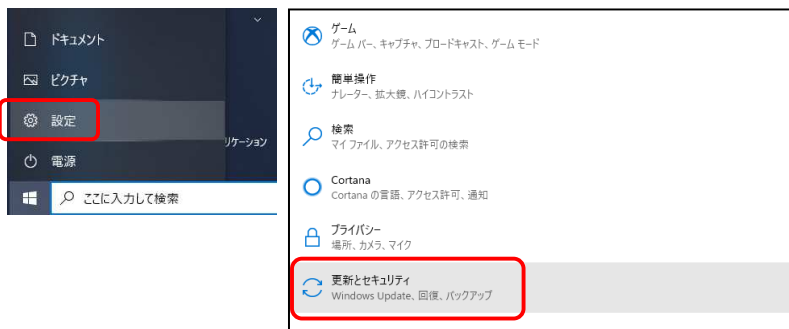 ドキュメント
ピクチャ
設定
リケーション
電源
ここに入力して検索
ゲーム
ゲーム バー、キャプチャ、ブロードキャスト、ゲーム モード
簡単操作
ナレーター、拡大鏡、ハイコントラスト
検索
マイ ファイル、アクセス許可の検索
Cortana
Cortana の言語、アクセス許可、通知
プライバシー
場所、カメラ、マイク
更新とセキュリティ
Windows Update、回復、バックアップ